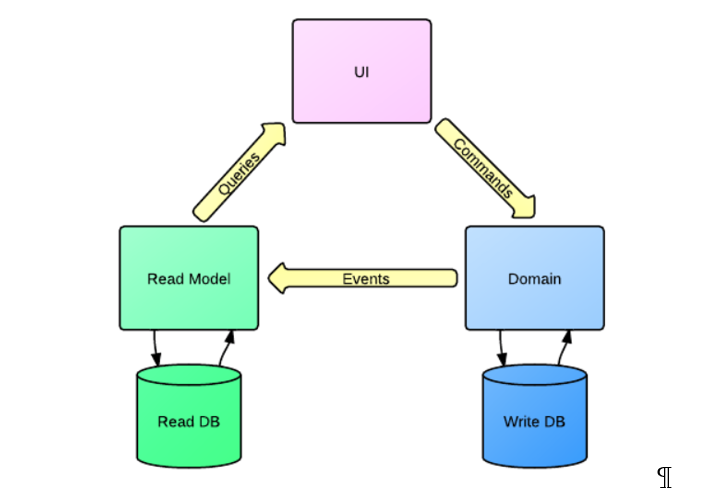 UI
Queries
Commands
Read Model
Events
Domain
Read DB
Write DB
¶